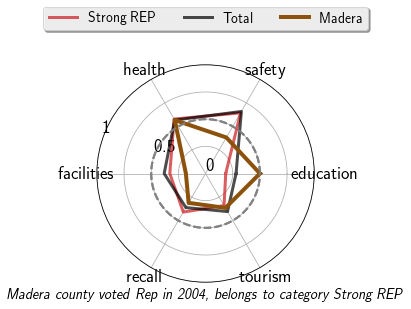 Strong REP Total Madera
health safety
1
0.5
0
facilities education
recall tourism
Madera county voted Rep in 2004, belongs to category Strong REP